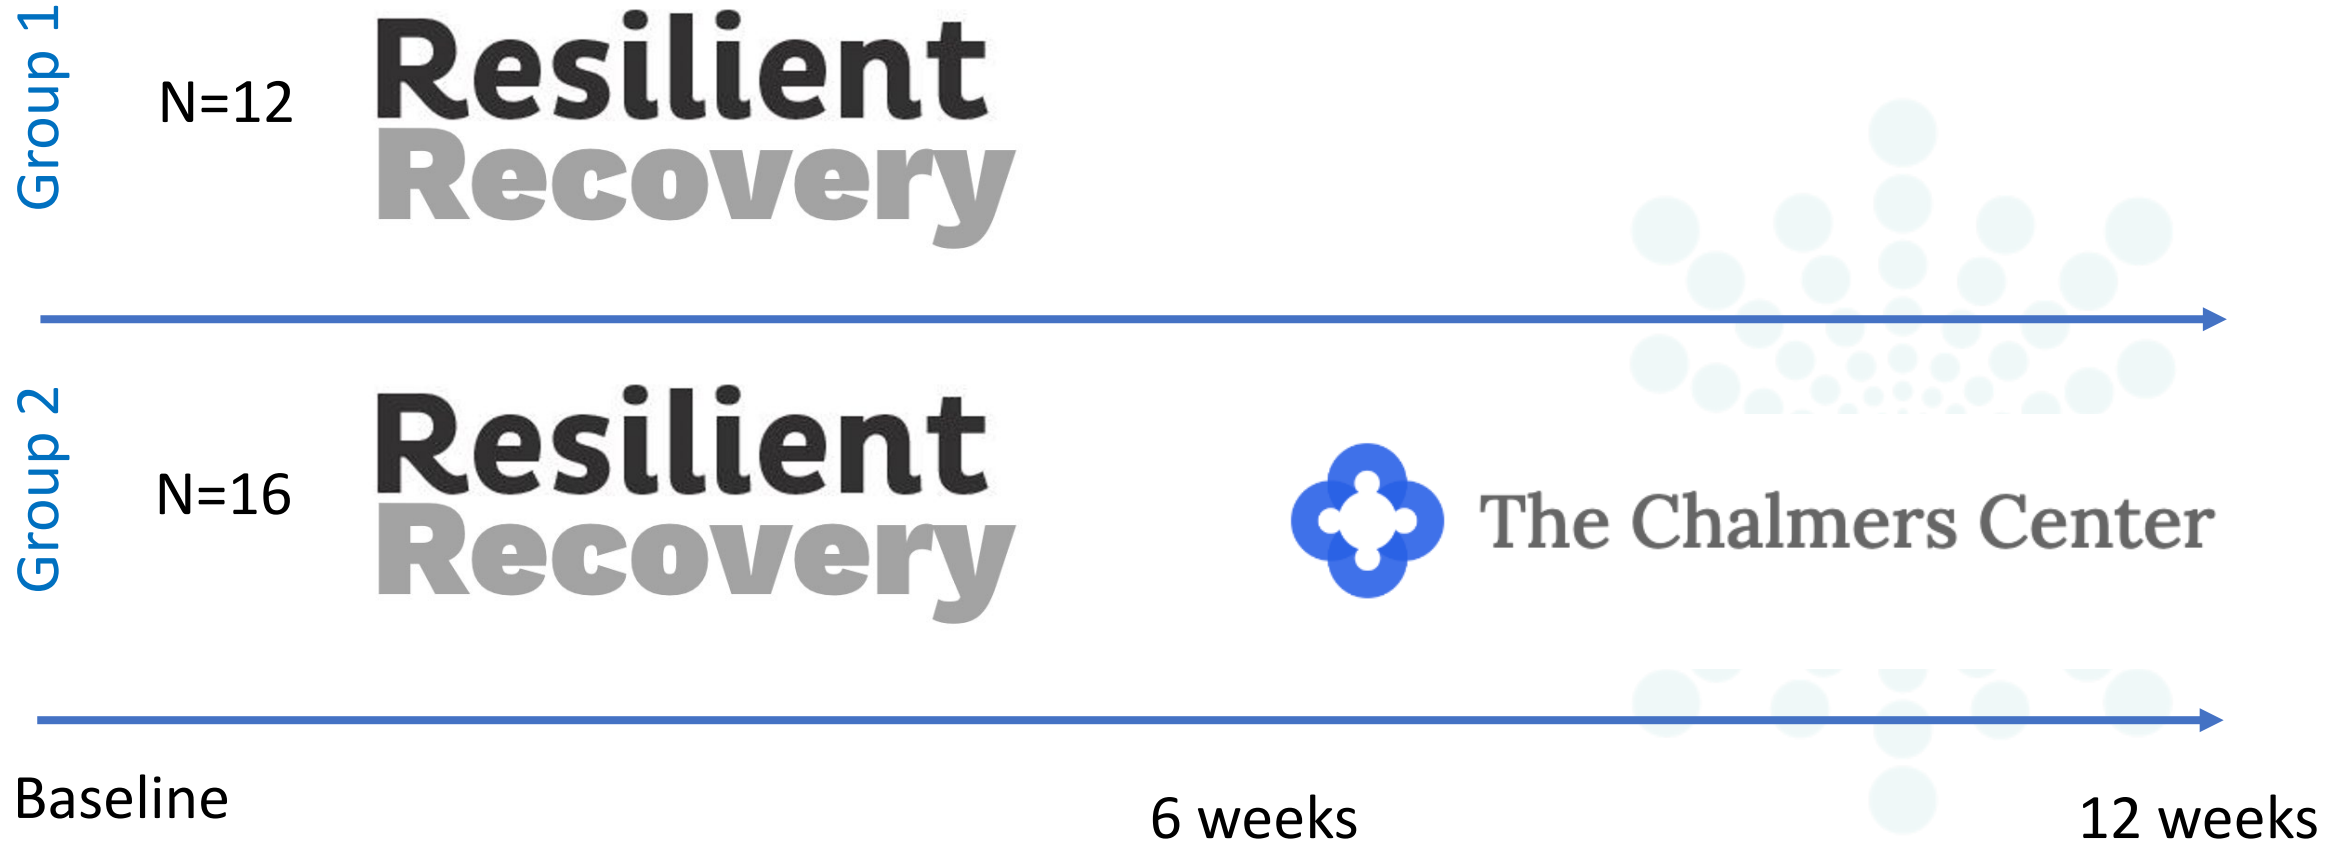 Group 1
N=12
Resilient
Recovery
Group 2
N=16
Resilient
Recovery
The Chalmers Center
Baseline
6 weeks
12 weeks